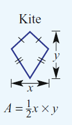 Kite
y
x
A = ½x × y